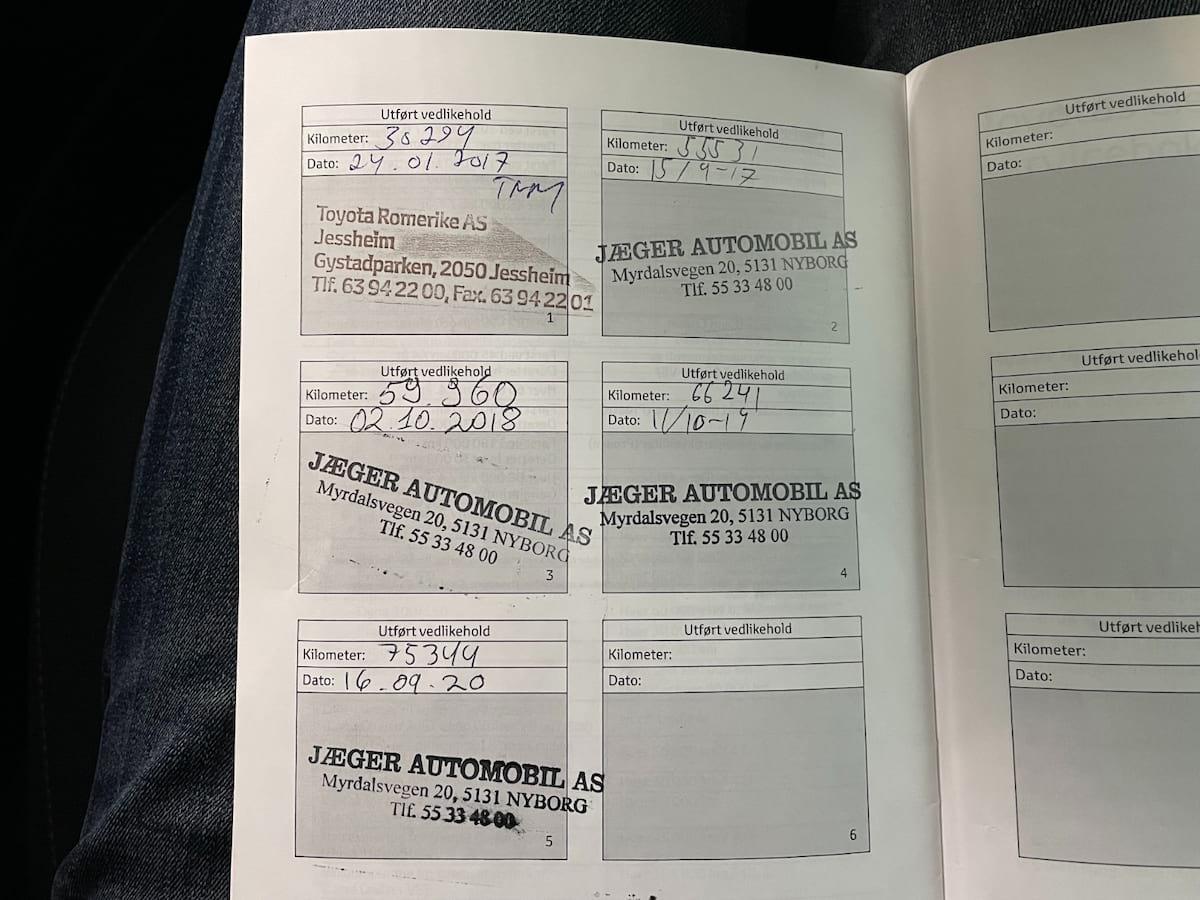 Utført vedlikehold
Kilometer: 30 294
Dato: 24.01.2017
TMM
Toyota Romerike AS
Jessheim
Gystadparken, 2050 Jessheim
Tlf. 63 94 22 00, Fax. 63 94 22 01
1
Utført vedlikehold
Kilometer: 55531
Dato: 15/9-17
JÆGER AUTOMOBIL AS
Myrdalsvegen 20, 5131 NYBORG
Tlf. 55 33 48 00
2
Utført vedlikehold
Kilometer: 59.960
Dato: 02.10.2018
JÆGER AUTOMOBIL AS
Myrdalsvegen 20, 5131 NYBORG
Tlf. 55 33 48 00
3
Utført vedlikehold
Kilometer: 66241
Dato: 11/10-19
JÆGER AUTOMOBIL AS
Myrdalsvegen 20, 5131 NYBORG
Tlf. 55 33 48 00
4
Utført vedlikehold
Kilometer: 75344
Dato: 16.09.20
JÆGER AUTOMOBIL AS
Myrdalsvegen 20, 5131 NYBORG
Tlf. 55 33 48 00
5
Utført vedlikehold
Kilometer:
Dato:
6
Utført vedlikehold
Kilometer:
Dato:
Utført vedlikehol
Kilometer:
Dato:
Utført vedlikeh
Kilometer:
Dato: